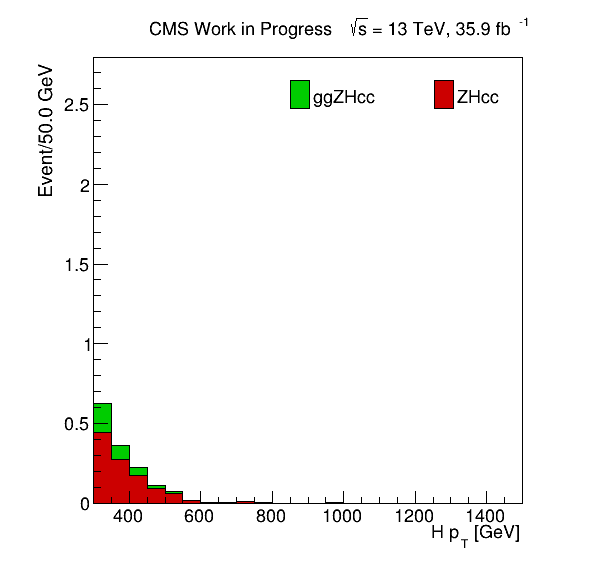 CMS Work in Progress √s = 13 TeV, 35.9 fb -1
Event/50.0 GeV
ggZHcc ZHcc
2.5
2
1.5
1
0.5
0
400 600 800 1000 1200 1400
H pT [GeV]